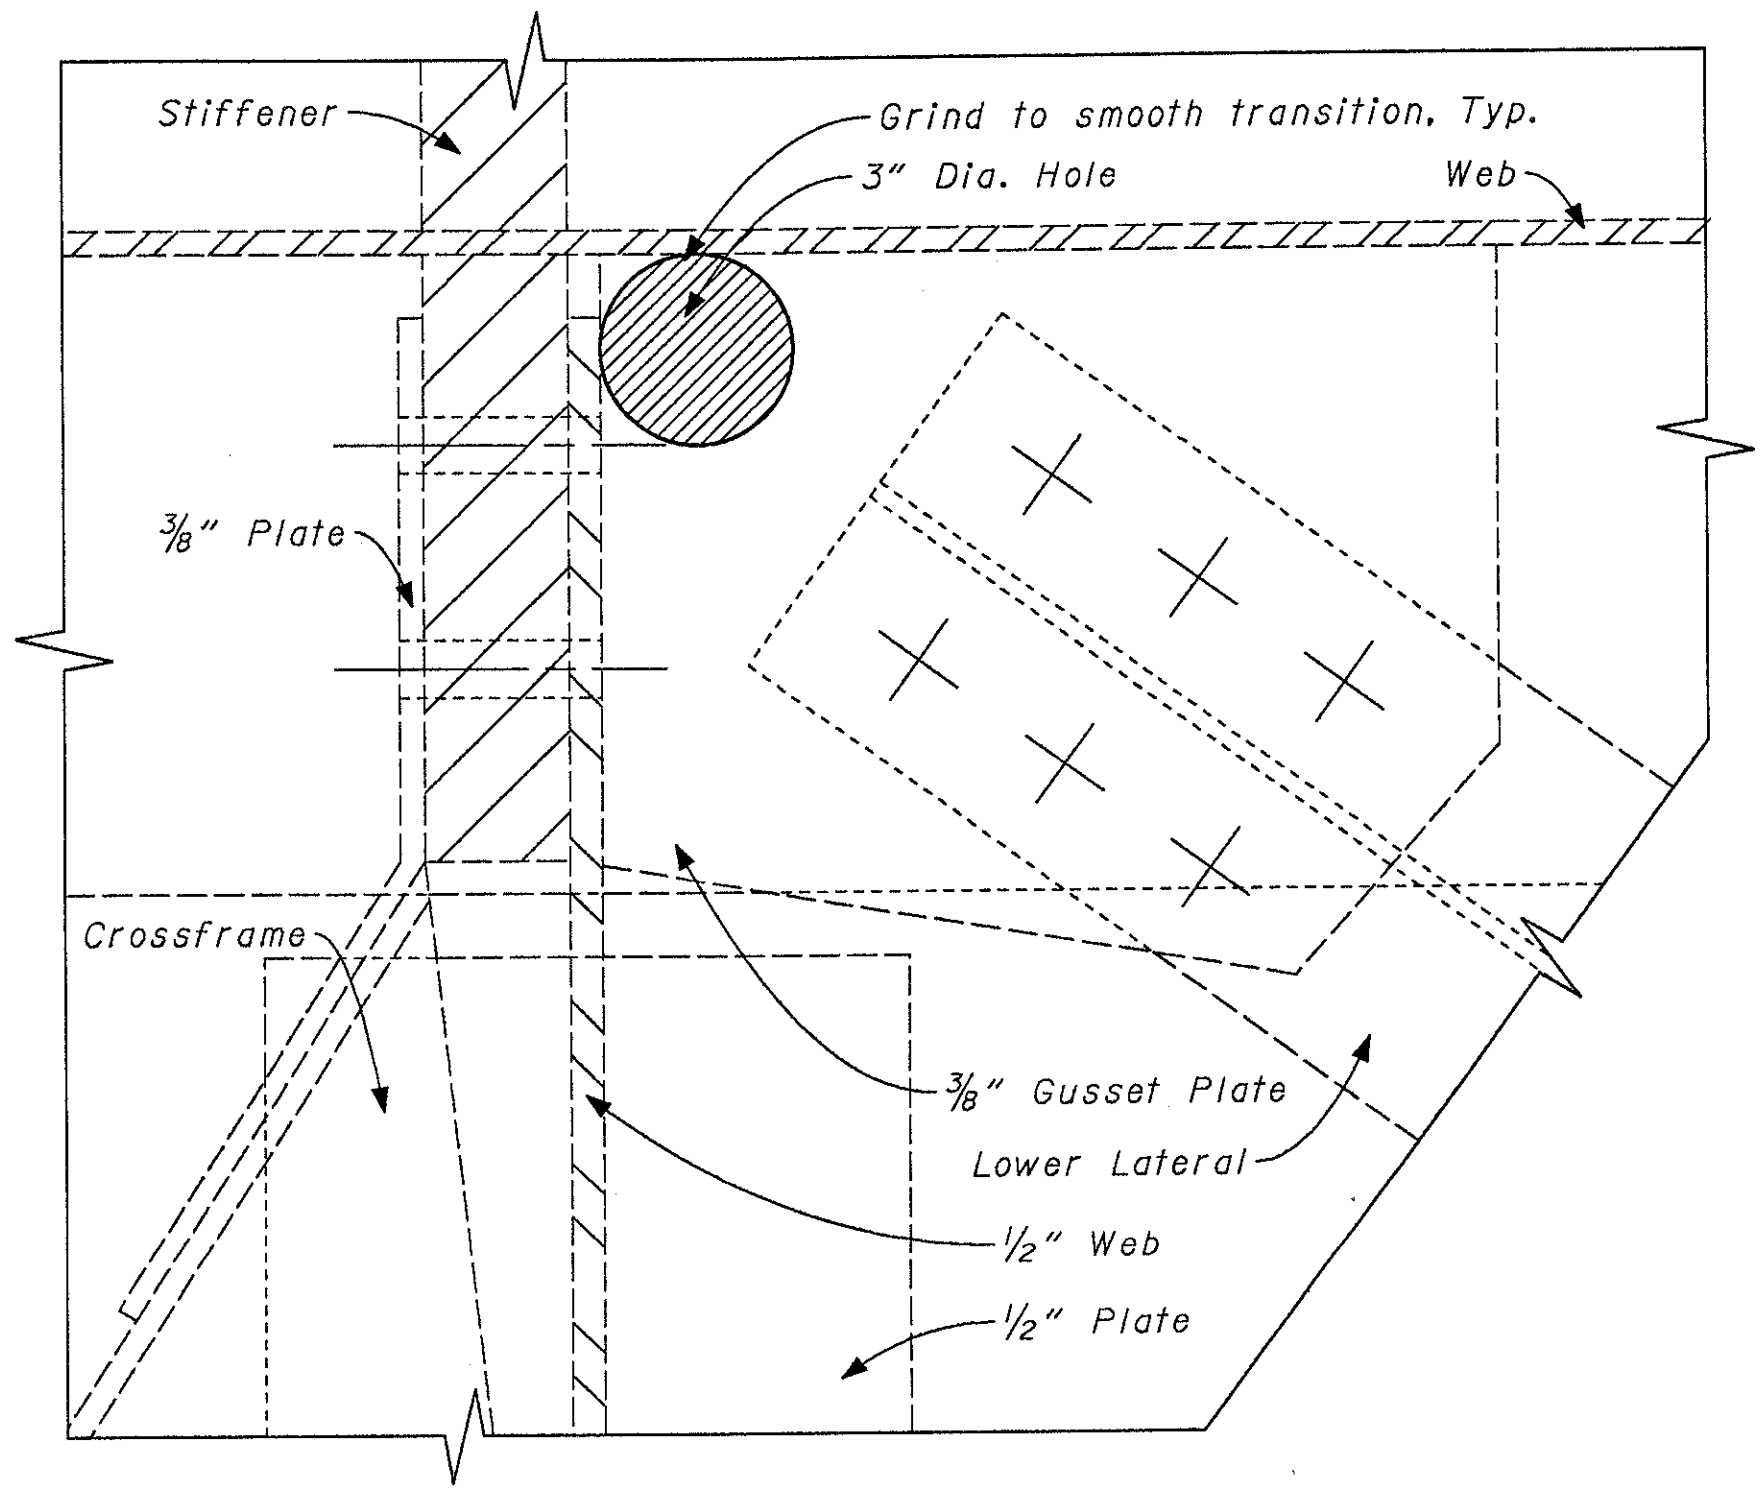 Stiffener
Grind to smooth transition, Typ.
3" Dia. Hole
Web
3/8" Plate
Crossframe
3/8" Gusset Plate
Lower Lateral
1/2" Web
1/2" Plate